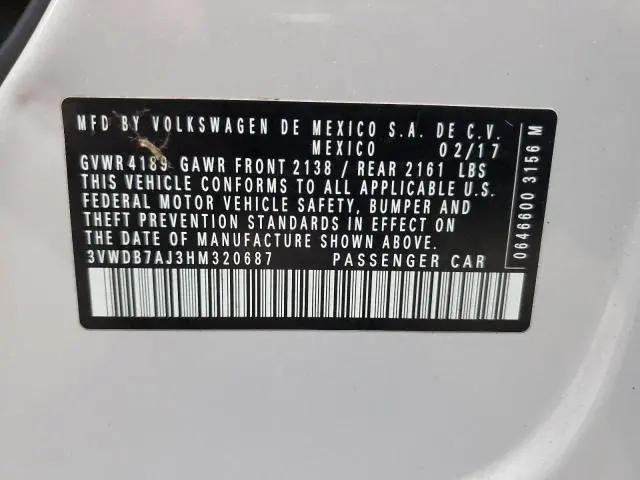 MFD BY VOLKSWAGEN DE MEXICO S.A. DE C.V.
MEXICO 02/17
GVWR 4189 GAWR FRONT 2138 / REAR 2161 LBS
THIS VEHICLE CONFORMS TO ALL APPLICABLE U.S.
FEDERAL MOTOR VEHICLE SAFETY, BUMPER AND
THEFT PREVENTION STANDARDS IN EFFECT ON
THE DATE OF MANUFACTURE SHOWN ABOVE.
3VWDB7AJ3HM320687 PASSENGER CAR
0646600 3156 M